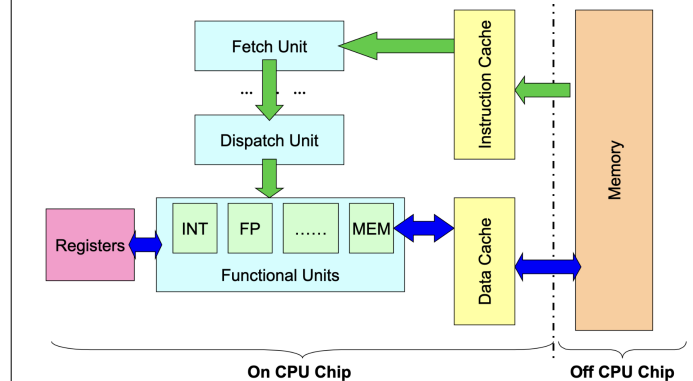 Fetch Unit
... . ...
Dispatch Unit
Instruction Cache
Memory
INT
FP
......
MEM
Functional Units
Registers
Data Cache
On CPU Chip
Off CPU Chip